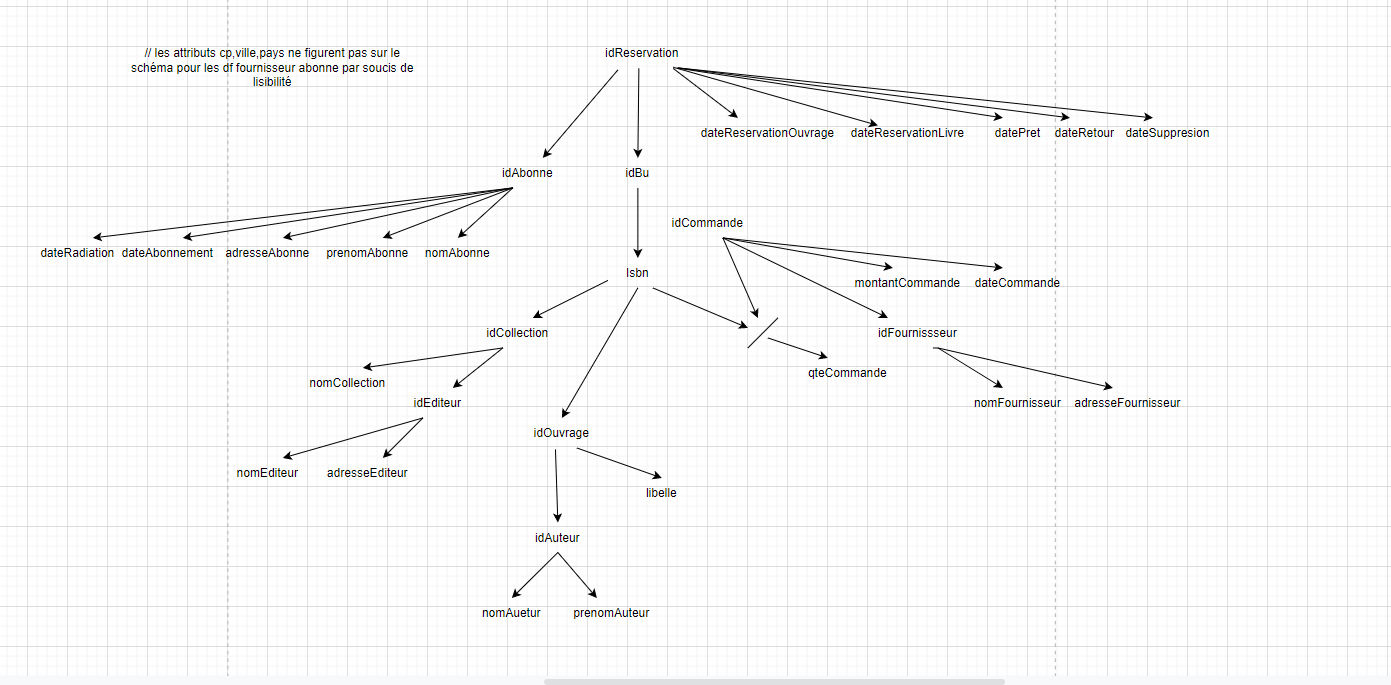 // les attributs cp,ville,pays ne figurent pas sur le
schéma pour les df fournisseur abonne par soucis de
lisibilité
idReservation
dateReservationOuvrage
dateReservationLivre
datePret
dateRetour
dateSuppresion
idAbonne
idBu
idCommande
dateRadiation
dateAbonnement
adresseAbonne
prenomAbonne
nomAbonne
Isbn
montantCommande
dateCommande
idCollection
idFournissseur
nomCollection
qteCommande
idEditeur
nomFournisseur
adresseFournisseur
idOuvrage
nomEditeur
adresseEditeur
libelle
idAuteur
nomAuetur
prenomAuteur